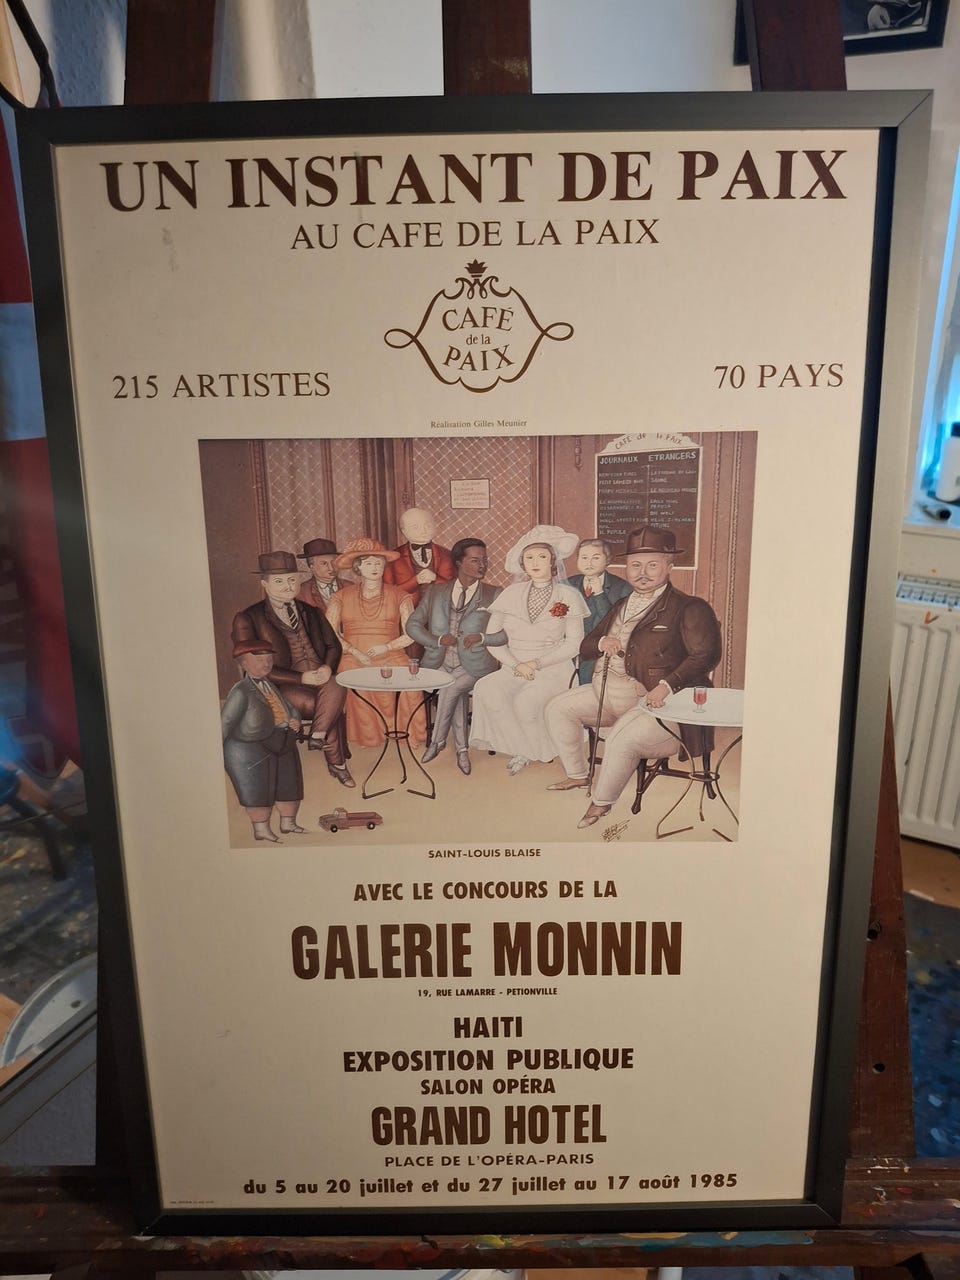 UN INSTANT DE PAIX
AU CAFE DE LA PAIX
CAFÉ
de la
PAIX
215 ARTISTES
70 PAYS
Réalisation Gilles Meunier
CAFE de la PAIX
JOURNAUX ETRANGERS
SAINT-LOUIS BLAISE
AVEC LE CONCOURS DE LA
GALERIE MONNIN
19, RUE LAMARRE - PETIONVILLE
HAITI
EXPOSITION PUBLIQUE
SALON OPÉRA
GRAND HOTEL
PLACE DE L'OPÉRA-PARIS
du 5 au 20 juillet et du 27 juillet au 17 août 1985